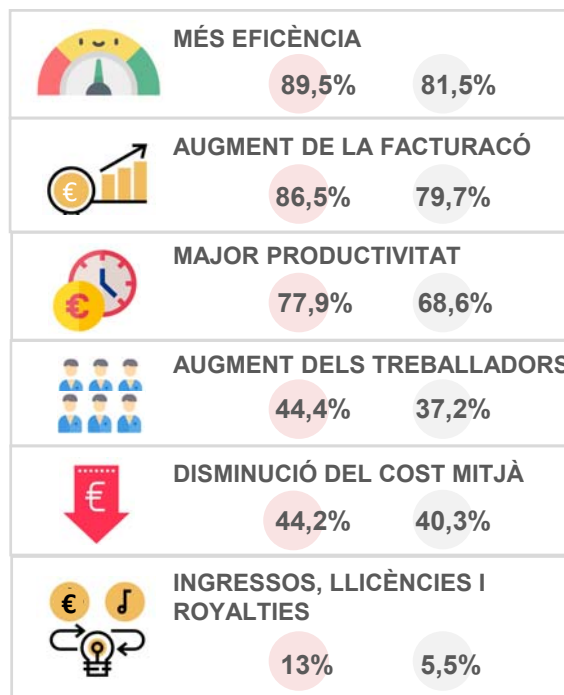 MÉS EFICÈNCIA
89,5% 81,5%
AUGMENT DE LA FACTURACÓ
€
86,5% 79,7%
MAJOR PRODUCTIVITAT
€
77,9% 68,6%
AUGMENT DELS TREBALLADORS
44,4% 37,2%
DISMINUCIÓ DEL COST MITJÀ
€
44,2% 40,3%
INGRESSOS, LLICÈNCIES I
€
ROYALTIES
13% 5,5%